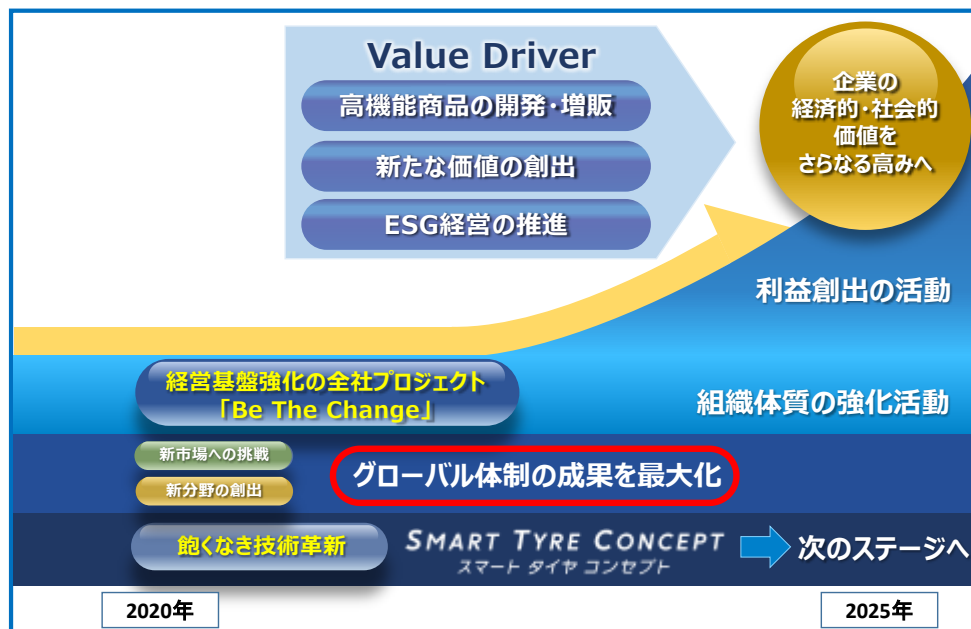 Value Driver
高機能商品の開発・増販
新たな価値の創出
ESG経営の推進
企業の
経済的・社会的
価値を
さらなる高みへ
利益創出の活動
経営基盤強化の全社プロジェクト
「Be The Change」
組織体質の強化活動
新市場への挑戦
新分野の創出
グローバル体制の成果を最大化
飽くなき技術革新
SMART TYRE CONCEPT
スマート タイヤ コンセプト
次のステージへ
2020年
2025年